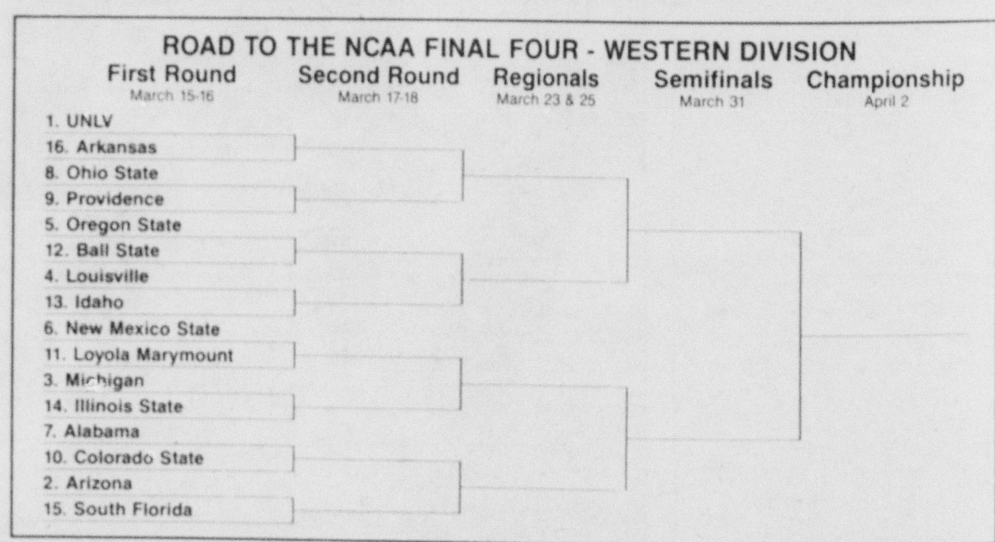 ROAD TO THE NCAA FINAL FOUR - WESTERN DIVISION
First Round Second Round Regionals Semifinals Championship
March 15-16 March 17-18 March 23 & 25 March 31 April 2
1. UNLV
16. Arkansas
8. Ohio State
9. Providence
5. Oregon State
12. Ball State
4. Louisville
13. Idaho
6. New Mexico State
11. Loyola Marymount
3. Michigan
14. Illinois State
7. Alabama
10. Colorado State
2. Arizona
15. South Florida